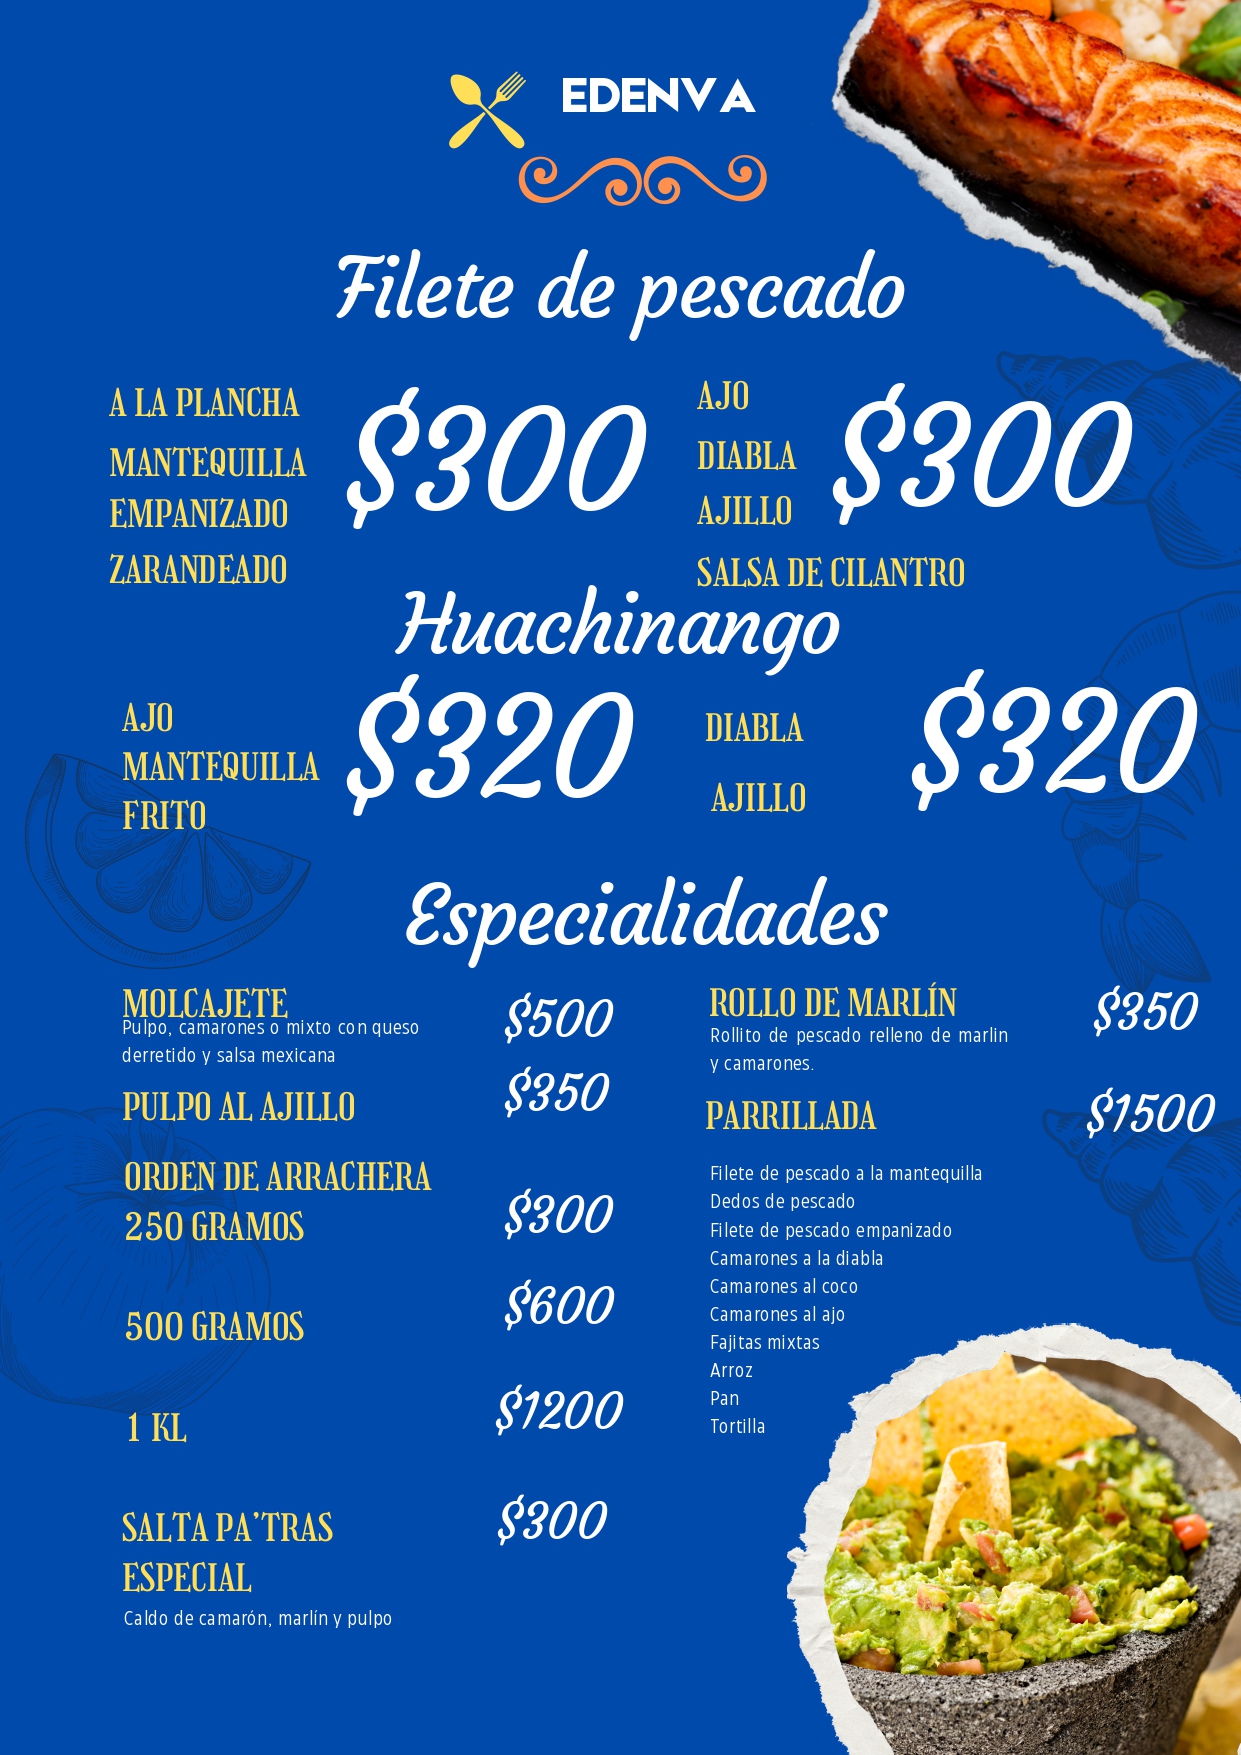 EDENVA
Filete de pescado
A LA PLANCHA
MANTEQUILLA
EMPANIZADO
ZARANDEADO
$300
AJO
DIABLA
AJILLO
SALSA DE CILANTRO
$300
Huachinango
AJO
MANTEQUILLA
FRITO
$320
DIABLA
AJILLO
$320
Especialidades
MOLCAJETE
$500
Pulpo, camarones o mixto con queso
derretido y salsa mexicana
PULPO AL AJILLO
$350
ORDEN DE ARRACHERA
250 GRAMOS
$300
500 GRAMOS
$600
1 KL
$1200
SALTA PA'TRAS
ESPECIAL
$300
Caldo de camarón, marlín y pulpo
ROLLO DE MARLÍN
$350
Rollito de pescado relleno de marlin
y camarones.
PARRILLADA
$1500
Filete de pescado a la mantequilla
Dedos de pescado
Filete de pescado empanizado
Camarones a la diabla
Camarones al coco
Camarones al ajo
Fajitas mixtas
Arroz
Pan
Tortilla